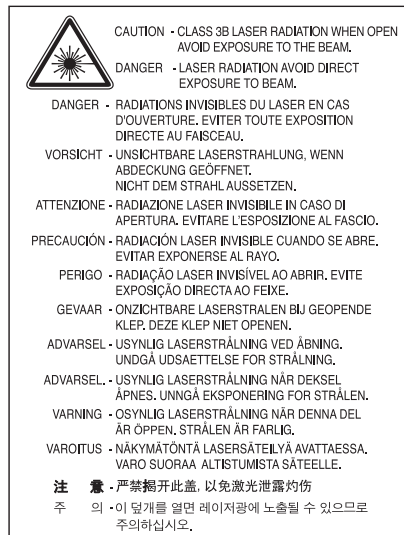 CAUTION - CLASS 3B LASER RADIATION WHEN OPEN
AVOID EXPOSURE TO THE BEAM.
DANGER - LASER RADIATION AVOID DIRECT
EXPOSURE TO BEAM.
DANGER - RADIATIONS INVISIBLES DU LASER EN CAS
D'OUVERTURE. EVITER TOUTE EXPOSITION
DIRECTE AU FAISCEAU.
VORSICHT - UNSICHTBARE LASERSTRAHLUNG, WENN
ABDECKUNG GEÖFFNET.
NICHT DEM STRAHL AUSSETZEN.
ATTENZIONE - RADIAZIONE LASER INVISIBILE IN CASO DI
APERTURA. EVITARE L'ESPOSIZIONE AL FASCIO.
PRECAUCIÓN - RADIACIÓN LASER INVISIBLE CUANDO SE ABRE.
EVITAR EXPONERSE AL RAYO.
PERIGO - RADIAÇÃO LASER INVISÍVEL AO ABRIR. EVITE
EXPOSIÇÃO DIRECTA AO FEIXE.
GEVAAR - ONZICHTBARE LASERSTRALEN BIJ GEOPENDE
KLEP. DEZE KLEP NIET OPENEN.
ADVARSEL - USYNLIG LASERSTRÅLNING VED ÅBNING.
UNDGÅ UDSAETTELSE FOR STRÅLNING.
ADVARSEL. - USYNLIG LASERSTRÅLNING NÅR DEKSEL
ÅPNES. UNNGÅ EKSPONERING FOR STRÅLEN.
VARNING - OSYNLIG LASERSTRÅLNING NÄR DENNA DEL
ÄR ÖPPEN. STRÅLEN ÄR FARLIG.
VAROITUS - NÄKYMÄTÖNTÄ LASERSÄTEILYÄ AVATTAESSA.
VARO SUORAA ALTISTUMISTA SÄTEELLE.
注 意 - 严禁揭开此盖, 以免激光泄露灼伤
주 의 - 이 덮개를 열면 레이저광에 노출될 수 있으므로
주의하십시오.